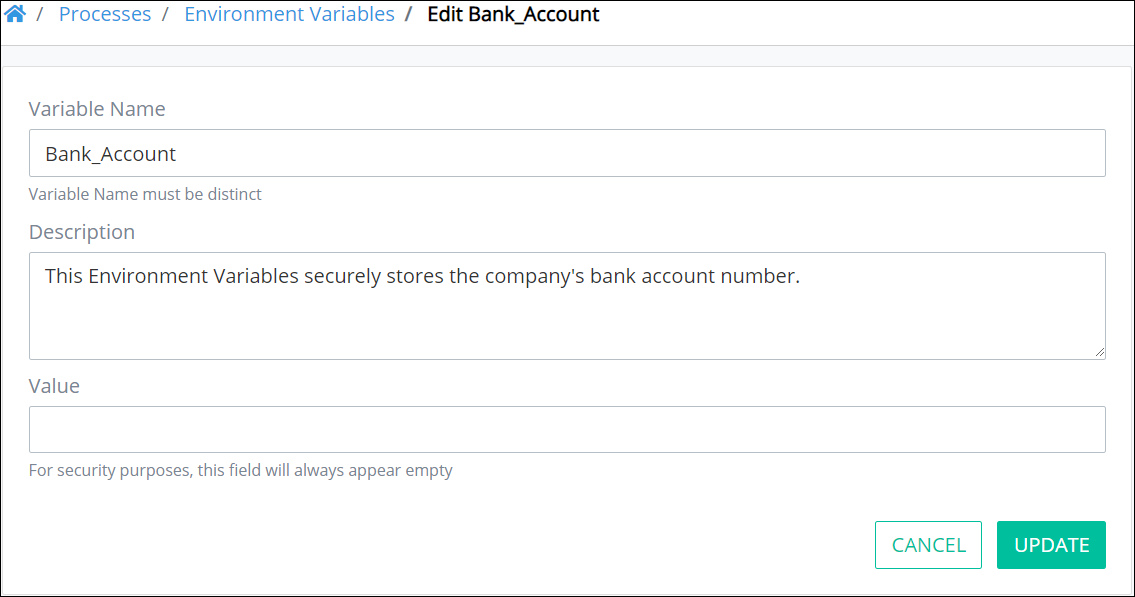 / Processes / Environment Variables / Edit Bank_Account
Variable Name
Bank_Account
Variable Name must be distinct
Description
This Environment Variables securely stores the company's bank account number.
Value
For security purposes, this field will always appear empty
CANCEL UPDATE